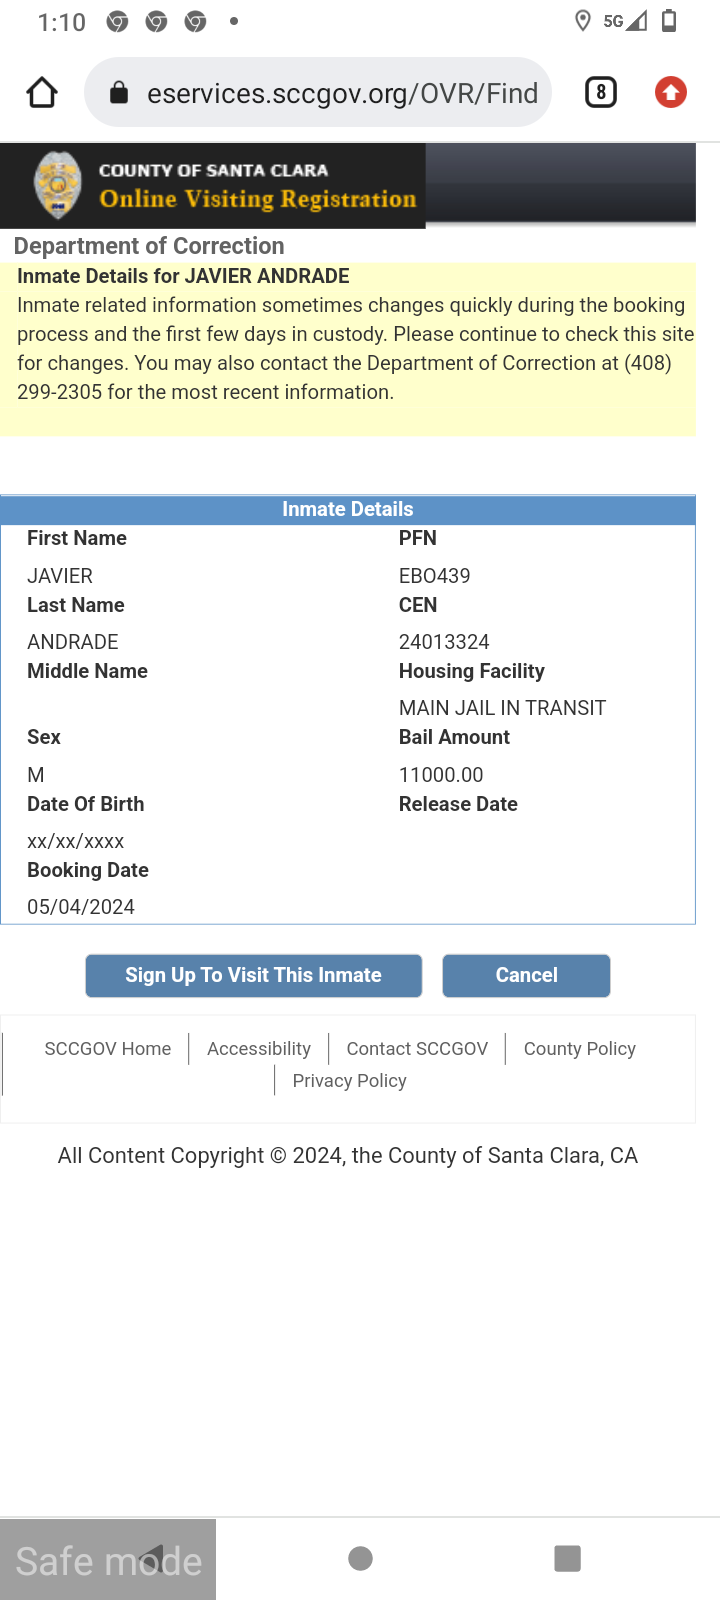 1:10
5G
eservices.sccgov.org/OVR/Find
8
COUNTY OF SANTA CLARA
Online Visiting Registration
Department of Correction
Inmate Details for JAVIER ANDRADE
Inmate related information sometimes changes quickly during the booking
process and the first few days in custody. Please continue to check this site
for changes. You may also contact the Department of Correction at (408)
299-2305 for the most recent information.
Inmate Details
First Name PFN
JAVIER EBO439
Last Name CEN
ANDRADE 24013324
Middle Name Housing Facility
MAIN JAIL IN TRANSIT
Sex Bail Amount
M 11000.00
Date Of Birth Release Date
xx/xx/xxxx
Booking Date
05/04/2024
Sign Up To Visit This Inmate Cancel
SCCGOV Home Accessibility Contact SCCGOV County Policy
Privacy Policy
All Content Copyright © 2024, the County of Santa Clara, CA
Safe mode